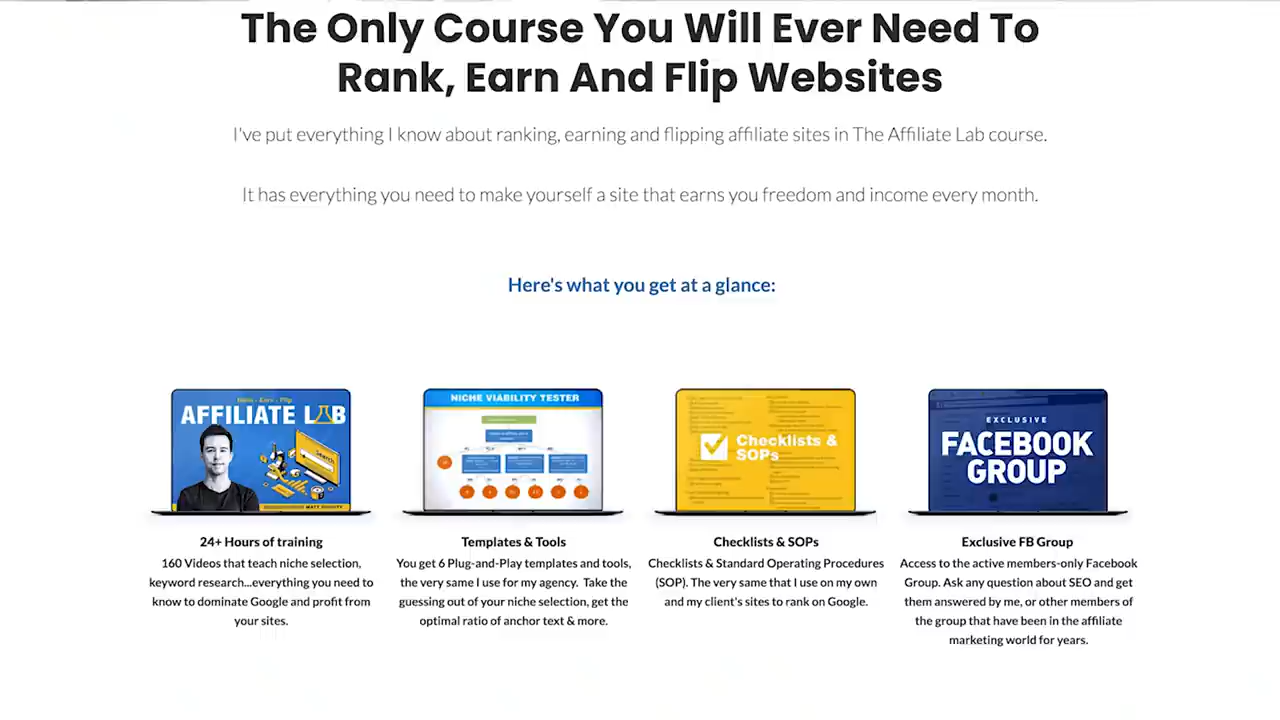 The Only Course You Will Ever Need To
Rank, Earn And Flip Websites
I've put everything I know about ranking, earning and flipping affiliate sites in The Affiliate Lab course.
It has everything you need to make yourself a site that earns you freedom and income every month.
Here's what you get at a glance:
AFFILIATE LAB
Search
NICHE VIABILITY TESTER
Checklists &
SOPs
EXCLUSIVE
FACEBOOK
GROUP
24+ Hours of training
160 Videos that teach niche selection,
keyword research...everything you need to
know to dominate Google and profit from
your sites.
Templates & Tools
You get 6 Plug-and-Play templates and tools,
the very same I use for my agency. Take the
guessing out of your niche selection, get the
optimal ratio of anchor text & more.
Checklists & SOPs
Checklists & Standard Operating Procedures
(SOP). The very same that I use on my own
and my client's sites to rank on Google.
Exclusive FB Group
Access to the active members-only Facebook
Group. Ask any question about SEO and get
them answered by me, or other members of
the group that have been in the affiliate
marketing world for years.